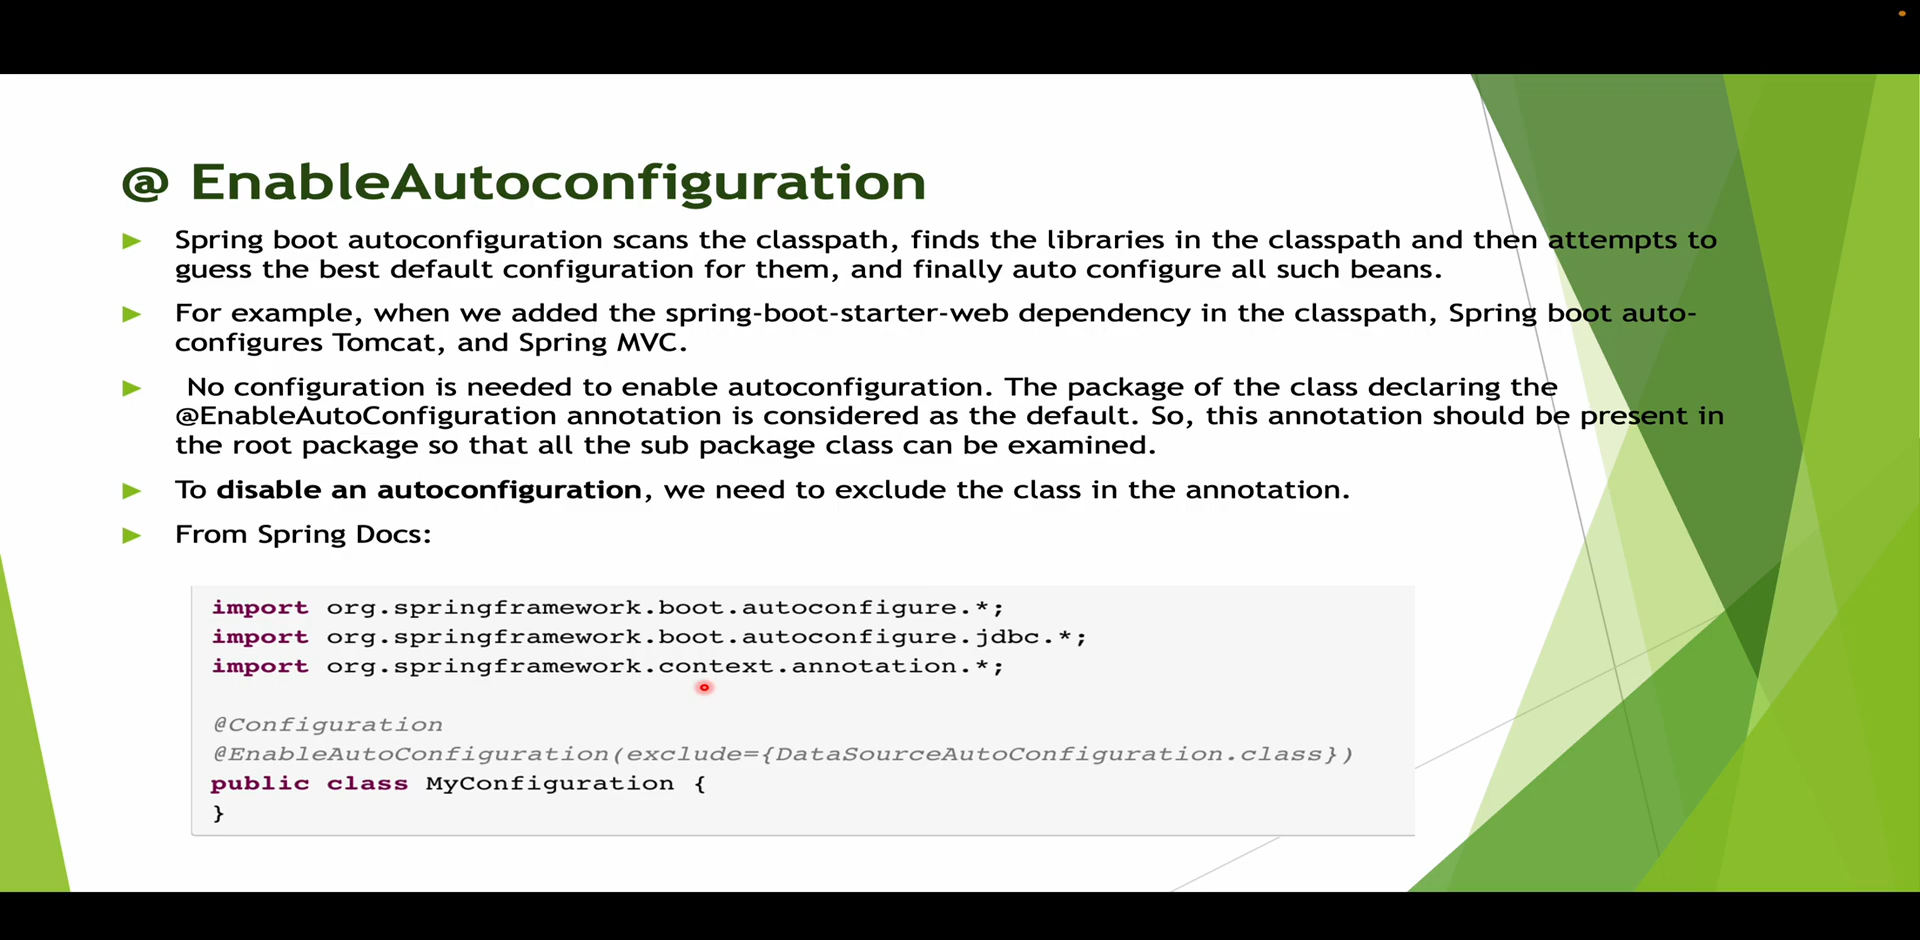 @ EnableAutoconfiguration
Spring boot autoconfiguration scans the classpath, finds the libraries in the classpath and then attempts to
guess the best default configuration for them, and finally auto configure all such beans.
For example, when we added the spring-boot-starter-web dependency in the classpath, Spring boot auto-
configures Tomcat, and Spring MVC.
No configuration is needed to enable autoconfiguration. The package of the class declaring the
@EnableAutoConfiguration annotation is considered as the default. So, this annotation should be present in
the root package so that all the sub package class can be examined.
To disable an autoconfiguration, we need to exclude the class in the annotation.
From Spring Docs:
import org.springframework.boot.autoconfigure.*;
import org.springframework.boot.autoconfigure.jdbc.*;
import org.springframework.context.annotation.*;
@Configuration
@EnableAutoConfiguration(exclude={DataSourceAutoConfiguration.class})
public class MyConfiguration {
}